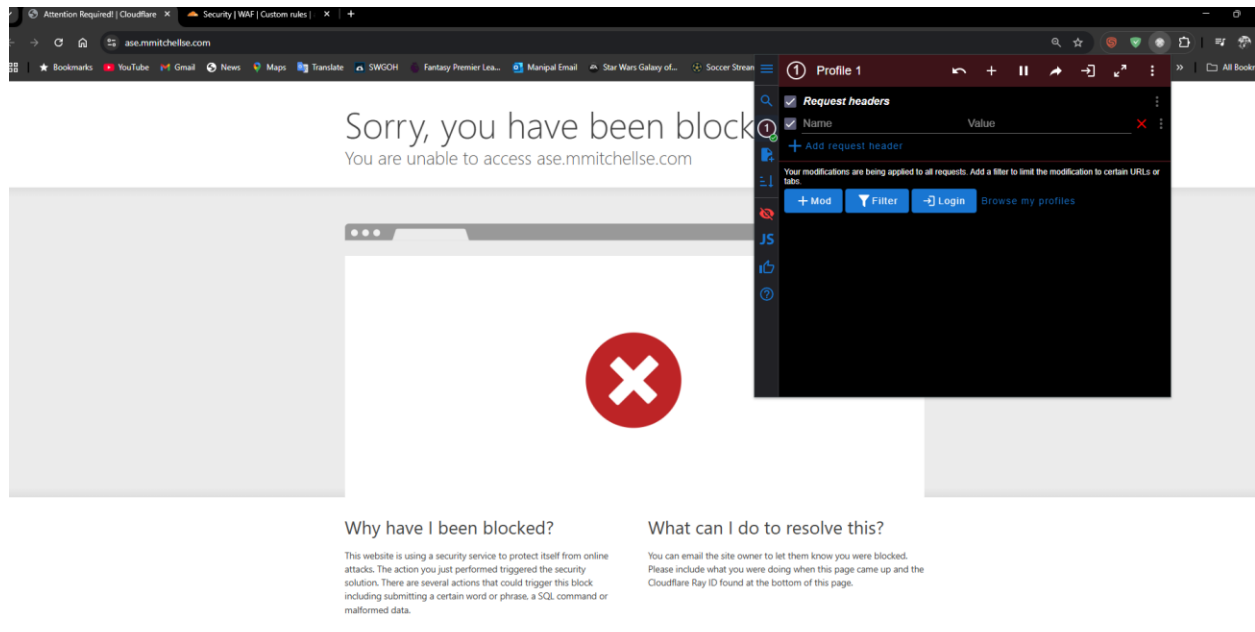 Attention Required! | Cloudflare
Security | WAF | Custom rules |
ase.mmitchellse.com
Bookmarks YouTube Gmail News Maps Translate SWGOH Fantasy Premier Lea... Manipal Email Star Wars Galaxy of... Soccer Stream
All Bookm
1 Profile 1
Request headers
1 Name Value
Add request header
Your modifications are being applied to all requests. Add a filter to limit the modification to certain URLs or
tabs.
Mod Filter Login Browse my profiles
JS
Sorry, you have been block
You are unable to access ase.mmitchellse.com
Why have I been blocked?
This website is using a security service to protect itself from online
attacks. The action you just performed triggered the security
solution. There are several actions that could trigger this block
including submitting a certain word or phrase, a SQL command or
malformed data.
What can I do to resolve this?
You can email the site owner to let them know you were blocked.
Please include what you were doing when this page came up and the
Cloudflare Ray ID found at the bottom of this page.